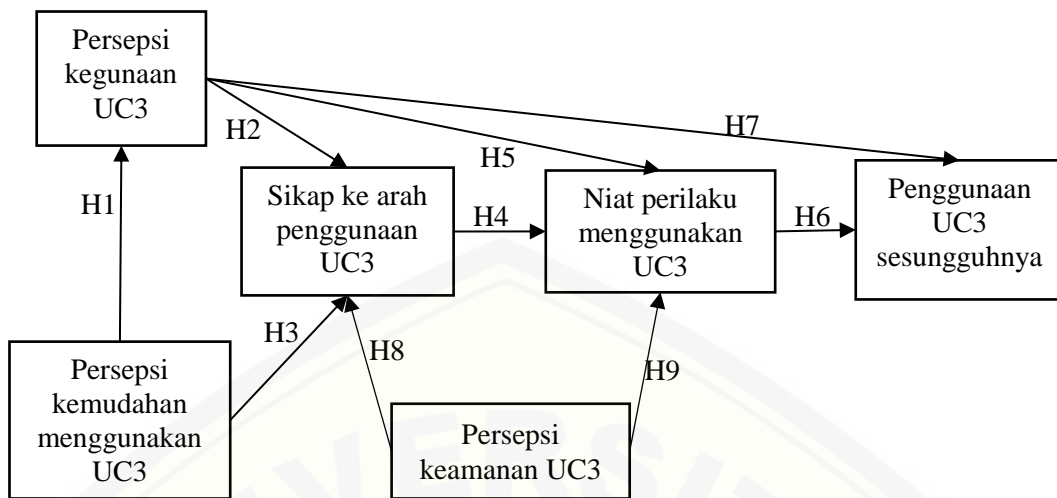 Persepsi
kegunaan
UC3
H2
H7
H5
H1
Sikap ke arah
penggunaan
UC3
H4
Niat perilaku
menggunakan
UC3
H6
Penggunaan
UC3
sesungguhnya
H3
H8
H9
Persepsi
kemudahan
menggunakan
UC3
Persepsi
keamanan UC3
VERSI